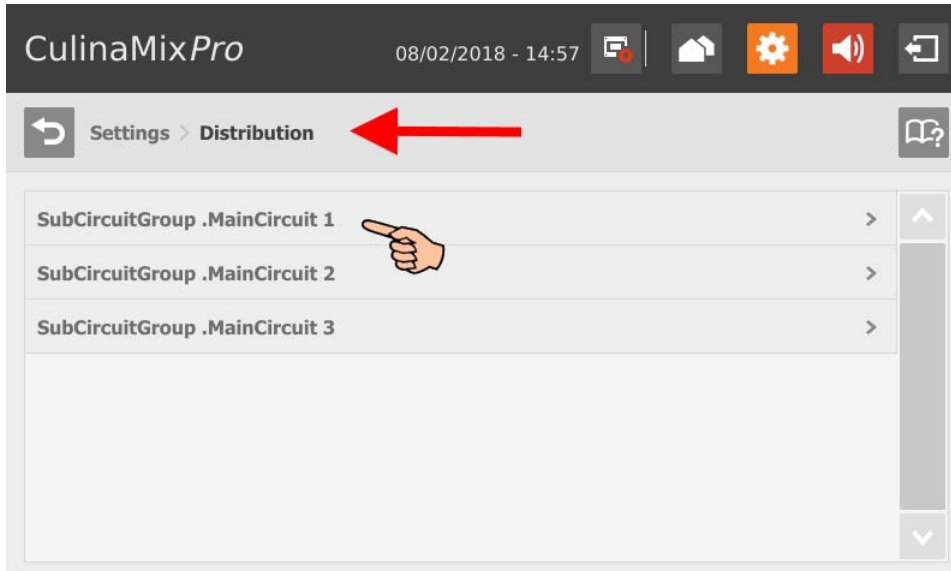 CulinaMixPro
08/02/2018 - 14:57
Settings > Distribution
?
SubCircuitGroup .MainCircuit 1 >
SubCircuitGroup .MainCircuit 2 >
SubCircuitGroup .MainCircuit 3 >